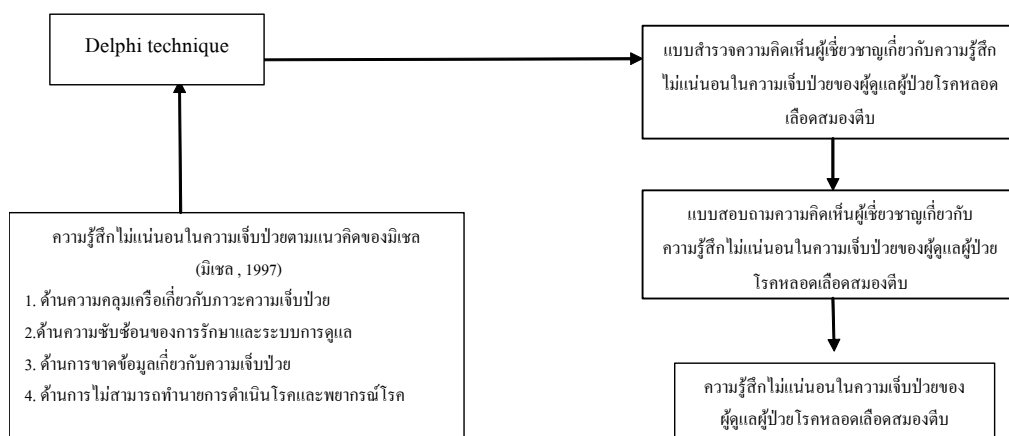 Delphi technique
แบบสำรวจความคิดเห็นผู้เชี่ยวชาญเกี่ยวกับความรู้สึก
ไม่แน่นอนในความเจ็บป่วยของผู้ดูแลผู้ป่วยโรคหลอด
เลือดสมองตีบ
แบบสอบถามความคิดเห็นผู้เชี่ยวชาญเกี่ยวกับ
ความรู้สึกไม่แน่นอนในความเจ็บป่วยของผู้ดูแลผู้ป่วย
โรคหลอดเลือดสมองตีบ
ความรู้สึกไม่แน่นอนในความเจ็บป่วยตามแนวคิดของมิเชล
(มิเชล , 1997)
1. ด้านความคลุมเครือเกี่ยวกับภาวะความเจ็บป่วย
2.ด้านความซับซ้อนของการรักษาและระบบการดูแล
3. ด้านการขาดข้อมูลเกี่ยวกับความเจ็บป่วย
4. ด้านการไม่สามารถทำนายการดำเนินโรคและพยากรณ์โรค
ความรู้สึกไม่แน่นอนในความเจ็บป่วยของ
ผู้ดูแลผู้ป่วยโรคหลอดเลือดสมองตีบ